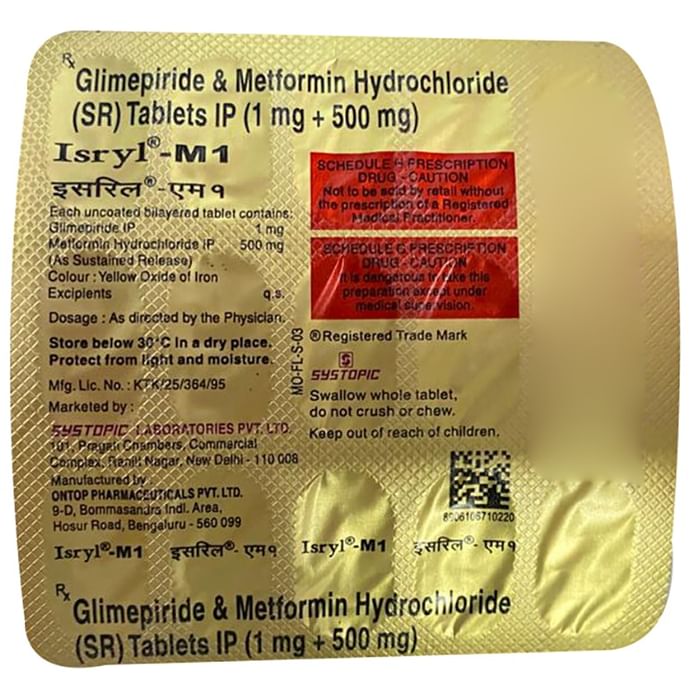 Rx
Glimepiride & Metformin Hydrochloride
(SR) Tablets IP (1 mg + 500 mg)
Isryl®-M1
इसरिल®-एम १
Each uncoated bilayered tablet contains:
Glimepiride IP 1 mg
Metformin Hydrochloride IP 500 mg
(As Sustained Release)
Colour : Yellow Oxide of Iron
Excipients q.s.
Dosage : As directed by the Physician.
Store below 30°C in a dry place.
Protect from light and moisture.
Mfg. Lic. No. : KTK/25/364/95
Marketed by :
SYSTOPIC LABORATORIES PVT. LTD.
101, Pragati Chambers, Commercial
Complex, Ranjit Nagar, New Delhi - 110 008
Manufactured by :
ONTOP PHARMACEUTICALS PVT. LTD.
9-D, Bommasandra Indl. Area,
Hosur Road, Bengaluru - 560 099
MO-FL-S-03
SCHEDULE H PRESCRIPTION
DRUG - CAUTION
Not to be sold by retail without
the prescription of a Registered
Medical Practitioner.
SCHEDULE G PRESCRIPTION
DRUG - CAUTION
It is dangerous to take this
preparation except under
medical supervision.
® Registered Trade Mark
SYSTOPIC
Swallow whole tablet,
do not crush or chew.
Keep out of reach of children.
8906106710220
Isryl®-M1 इसरिल®- एम १ Isryl®-M1 इसरिल®- एम १
Rx
Glimepiride & Metformin Hydrochloride
(SR) Tablets IP (1 mg + 500 mg)